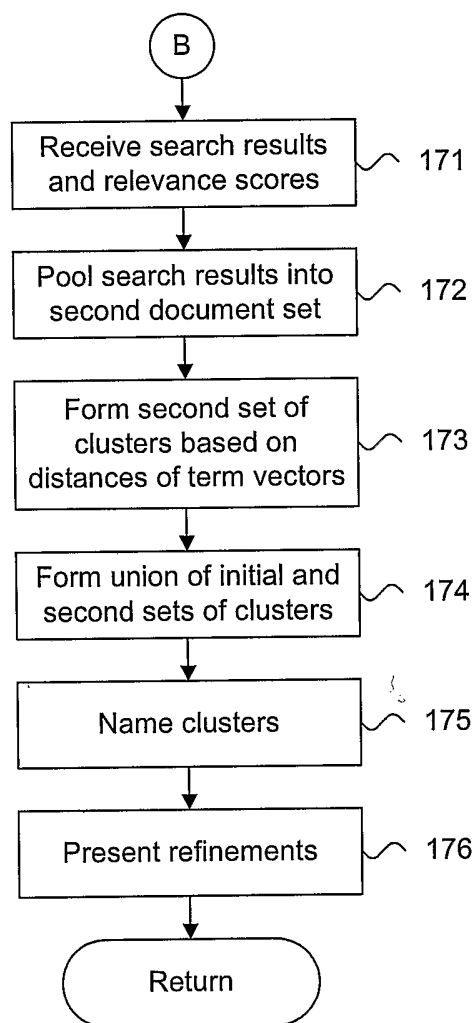 B
Receive search results
and relevance scores
171
Pool search results into
second document set
172
Form second set of
clusters based on
distances of term vectors
173
Form union of initial and
second sets of clusters
174
Name clusters
175
Present refinements
176
Return